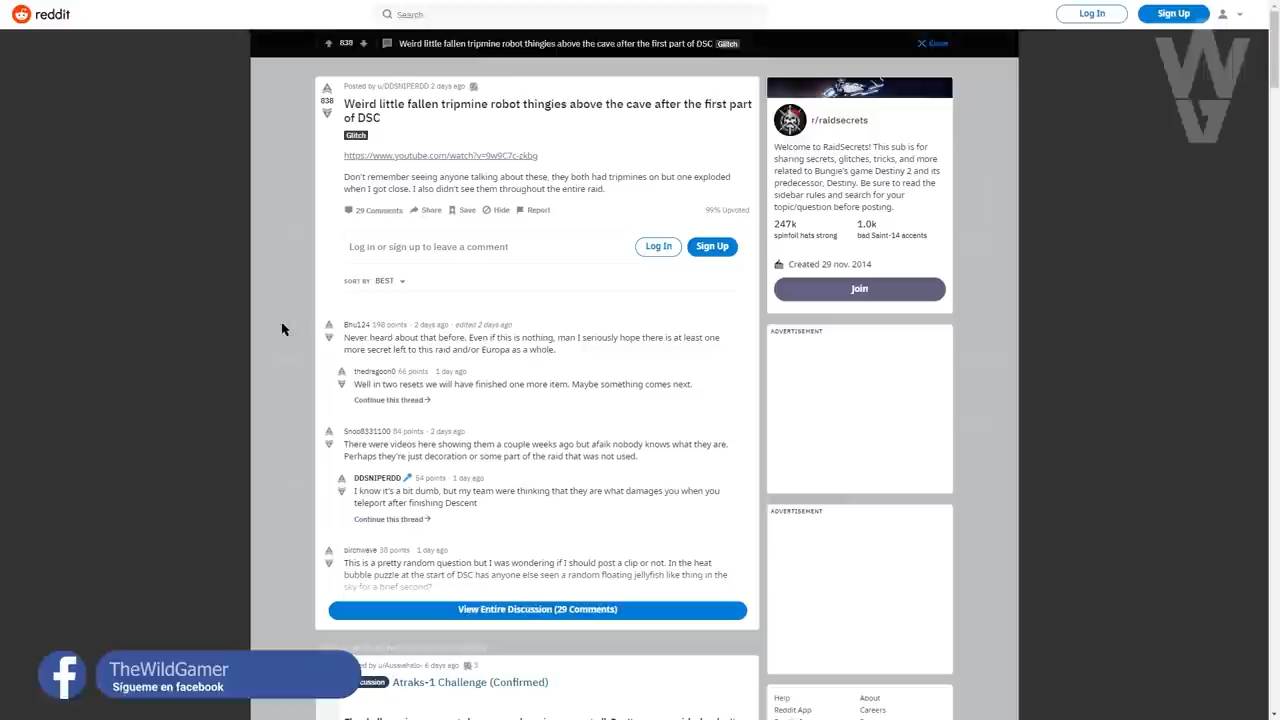 reddit
Search
Log In
Sign Up
838
Weird little fallen tripmine robot thingies above the cave after the first part of DSC
Glitch
Close
WG
Posted by u/DDSNIPERDD 2 days ago
838
Weird little fallen tripmine robot thingies above the cave after the first part
of DSC
Glitch
https://www.youtube.com/watch?v=9w9C7c-zkbg
Don't remember seeing anyone talking about these, they both had tripmines on but one exploded
when I got close. I also didn't see them throughout the entire raid.
29 Comments Share Save Hide Report
99% Upvoted
Log in or sign up to leave a comment
Log In
Sign Up
SORT BY BEST
Bhu124 198 points · 2 days ago · edited 2 days ago
Never heard about that before. Even if this is nothing, man I seriously hope there is at least one
more secret left to this raid and/or Europa as a whole.
thedragoon0 66 points · 1 day ago
Well in two resets we will have finished one more item. Maybe something comes next.
Continue this thread
Snoo8331100 84 points · 2 days ago
There were videos here showing them a couple weeks ago but afaik nobody knows what they are.
Perhaps they're just decoration or some part of the raid that was not used.
DDSNIPERDD 54 points · 1 day ago
I know it's a bit dumb, but my team were thinking that they are what damages you when you
teleport after finishing Descent
Continue this thread
birchwave 38 points · 1 day ago
This is a pretty random question but I was wondering if I should post a clip or not. In the heat
bubble puzzle at the start of DSC has anyone else seen a random floating jellyfish like thing in the
sky for a brief second?
View Entire Discussion (29 Comments)
r/raidsecrets
Welcome to RaidSecrets! This sub is for
sharing secrets, glitches, tricks, and more
related to Bungie's game Destiny 2 and its
predecessor, Destiny. Be sure to read the
sidebar rules and search for your
topic/question before posting.
247k
1.0k
spinfoil hats strong
bad Saint-14 accents
Created 29 nov. 2014
Join
ADVERTISEMENT
ADVERTISEMENT
6 days ago
3
Atraks-1 Challenge (Confirmed)
Help
About
Reddit App
Careers
TheWildGamer
Sígueme en facebook